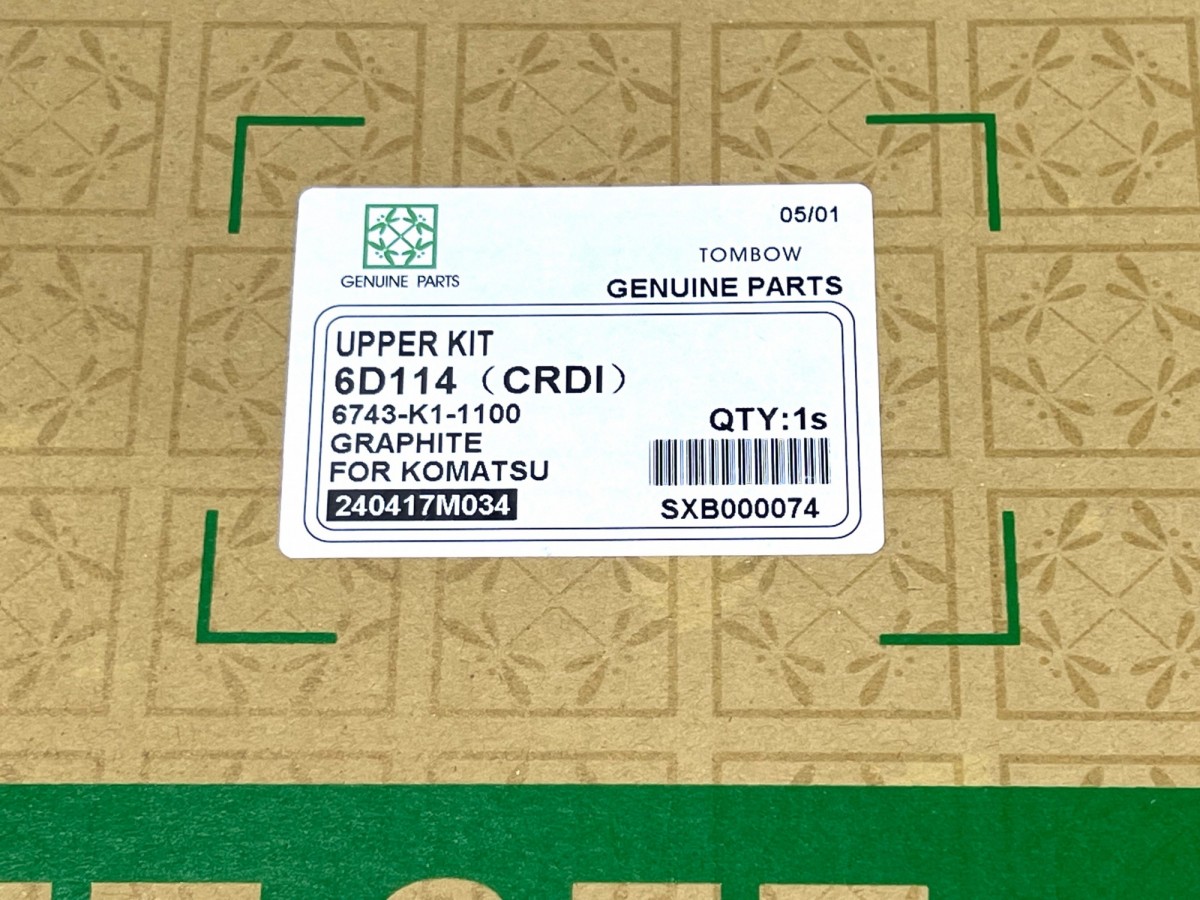 05/01
TOMBOW
GENUINE PARTS
GENUINE PARTS
UPPER KIT
6D114（CRDI）
6743-K1-1100
QTY:1s
GRAPHITE
FOR KOMATSU
240417M034
SXB000074